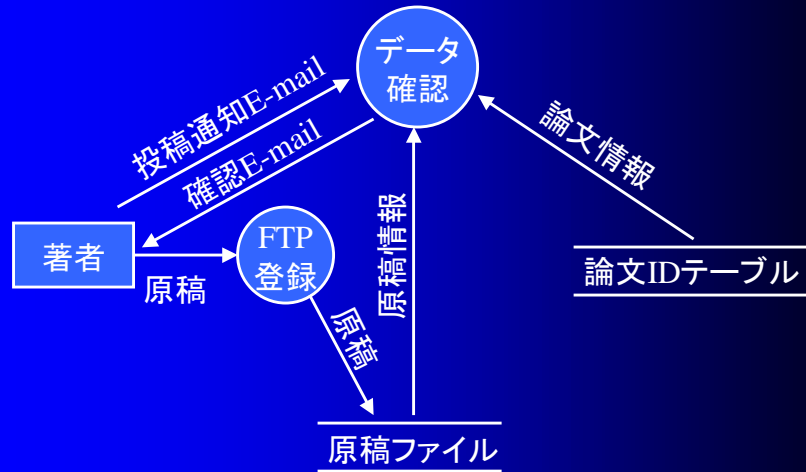 データ
確認
投稿通知E-mail
確認E-mail
論文情報
著者
原稿
FTP
登録
原稿情報
論文IDテーブル
原稿
原稿ファイル